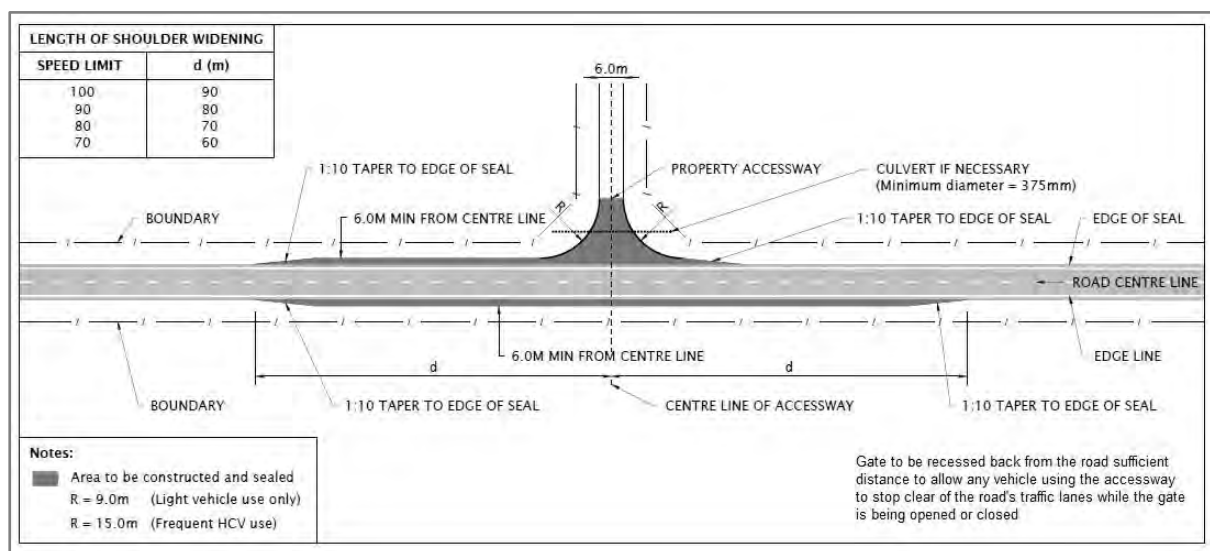 LENGTH OF SHOULDER WIDENING
SPEED LIMIT d (m)
100 90
90 80
80 70
70 60
6.0m
1:10 TAPER TO EDGE OF SEAL
PROPERTY ACCESSWAY
CULVERT IF NECESSARY
(Minimum diameter = 375mm)
R
R
BOUNDARY
6.0M MIN FROM CENTRE LINE
1:10 TAPER TO EDGE OF SEAL
EDGE OF SEAL
ROAD CENTRE LINE
6.0M MIN FROM CENTRE LINE
EDGE LINE
d
d
BOUNDARY
1:10 TAPER TO EDGE OF SEAL
CENTRE LINE OF ACCESSWAY
1:10 TAPER TO EDGE OF SEAL
Notes:
Area to be constructed and sealed
R = 9.0m (Light vehicle use only)
R = 15.0m (Frequent HCV use)
Gate to be recessed back from the road sufficient
distance to allow any vehicle using the accessway
to stop clear of the road's traffic lanes while the gate
is being opened or closed